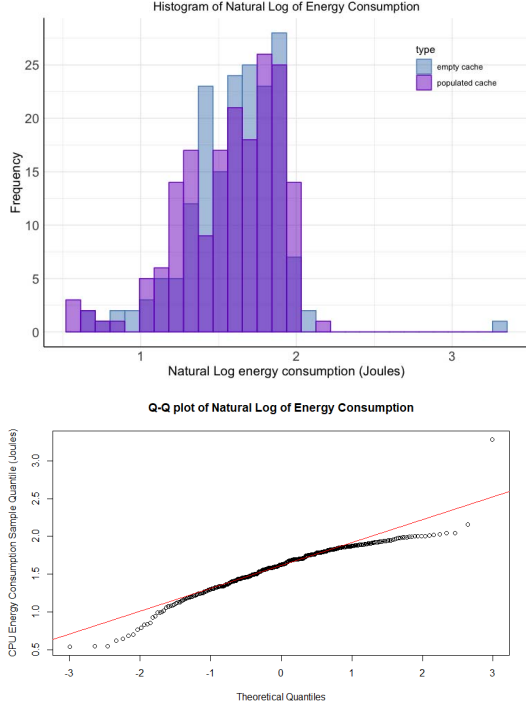 Histogram of Natural Log of Energy Consumption
type
empty cache
populated cache
Frequency
25
20
15
10
5
0
1 2 3
Natural Log energy consumption (Joules)
Q-Q plot of Natural Log of Energy Consumption
CPU Energy Consumption Sample Quantile (Joules)
3.0
2.5
2.0
1.5
1.0
0.5
-3 -2 -1 0 1 2 3
Theoretical Quantiles